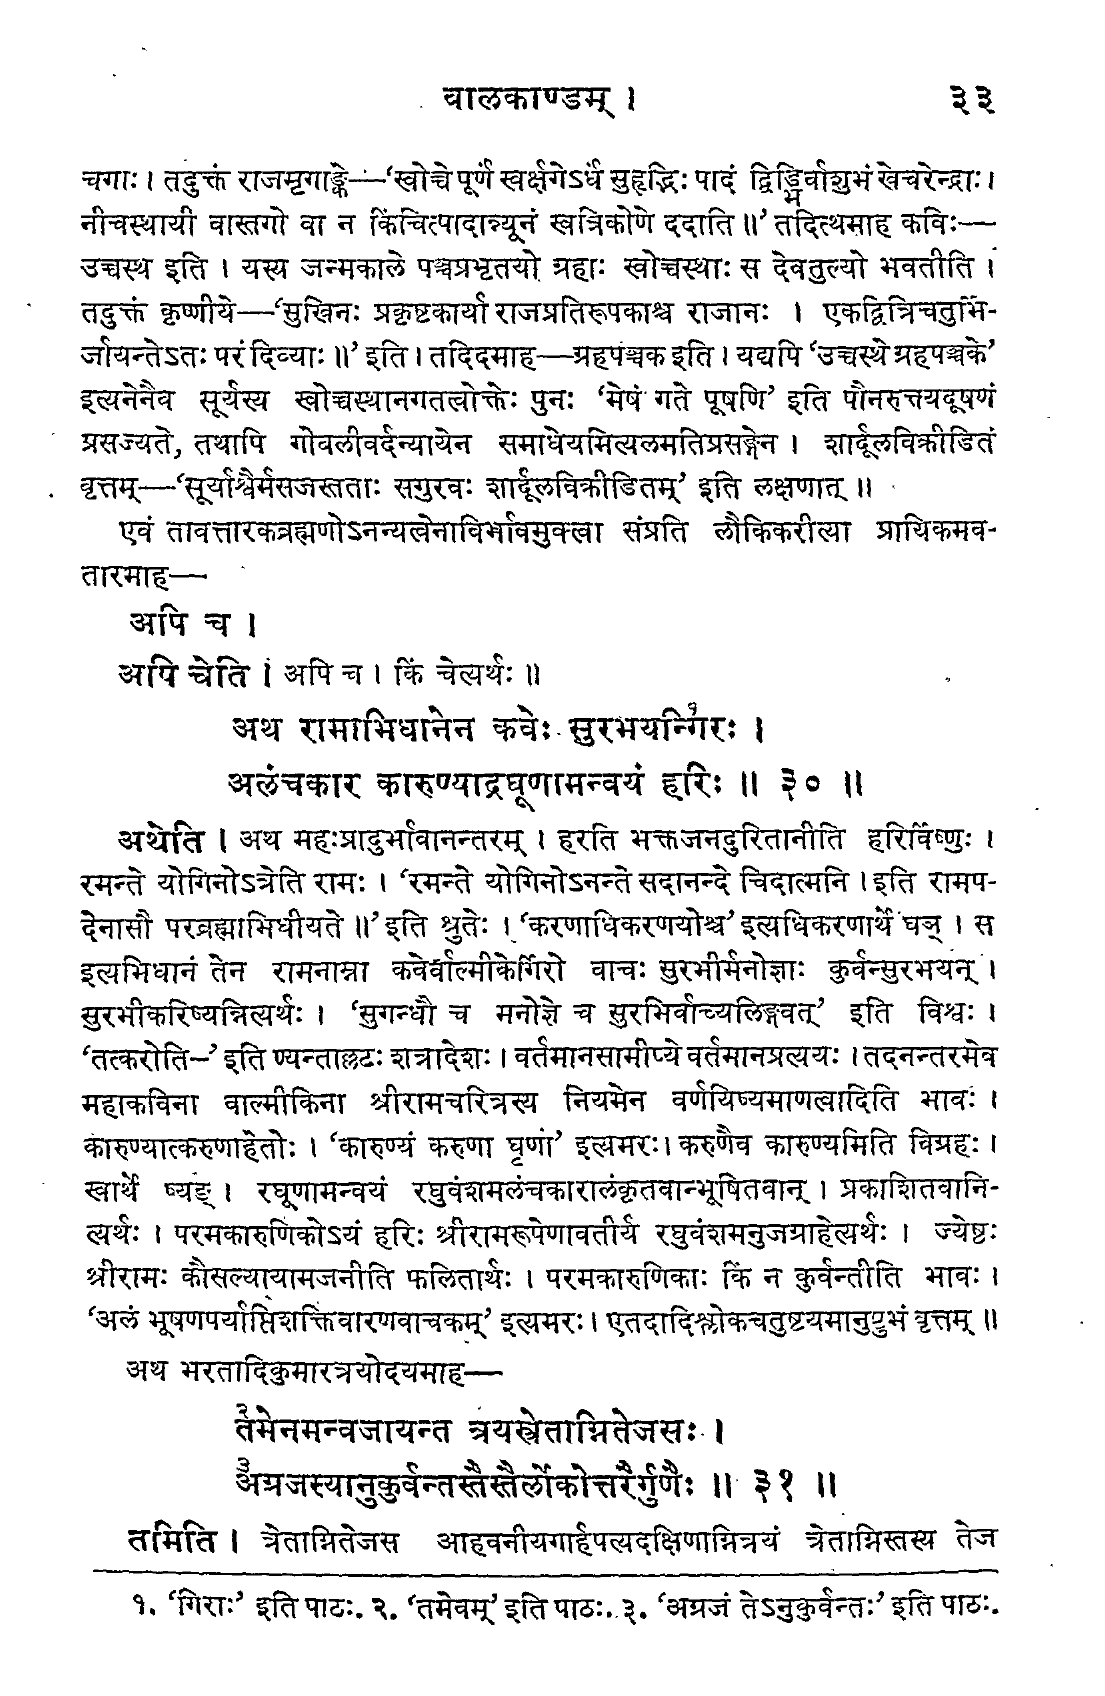 बालकाण्डम् । ३३
चगाः । तदुक्तं राजमृगाङ्के—‘स्वोच्चे पूर्णं स्वर्क्षगेऽर्धं सुहृद्भिः पादं द्विड्भिर्वाशुभं खेचरेन्द्राः ।
नीचस्थायी वास्तगो वा न किंचित्पादान्न्यूनं स्वत्रिकोणे ददाति ॥’ तदित्थमाह कविः—
उच्चस्थ इति । यस्य जन्मकाले पञ्चप्रभृतयो ग्रहाः स्वोच्चस्थाः स देवतुल्यो भवतीति ।
तदुक्तं कृष्णीये—‘सुखिनः प्रकृष्टकार्या राजप्रतिरूपकाश्च राजानः । एकद्वित्रिचतुर्भि-
र्जायन्तेऽतः परं दिव्याः ॥’ इति । तदिदमाह—ग्रहपञ्चक इति । यद्यपि ‘उच्चस्थे ग्रहपञ्चके’
इत्यनेनैव सूर्यस्य स्वोच्चस्थानगतत्वोक्तेः पुनः ‘मेषं गते पूषणि’ इति पौनरुक्त्यदूषणं
प्रसज्यते, तथापि गोबलीवर्दन्यायेन समाधेयमित्यलमतिप्रसङ्गेन । शार्दूलविक्रीडितं
वृत्तम्—‘सूर्याश्वैर्मसजस्तताः सगुरवः शार्दूलविक्रीडितम्’ इति लक्षणात् ॥
एवं तावत्तारकब्रह्मणोऽनन्यत्वेनाविर्भावमुक्त्वा संप्रति लौकिकरीत्या प्रायिकमव-
तारमाह—
अपि च ।
अपि चेति । अपि च । किं चेत्यर्थः ॥
अथ रामाभिधानेन कवेः सुरभयन्गि१रः ।
अलंचकार कारुण्याद्रघूणामन्वयं हरिः ॥ ३० ॥
अथेति । अथ महःप्रादुर्भावानन्तरम् । हरति भक्तजनदुरितानीति हरिर्विष्णुः ।
रमन्ते योगिनोऽत्रेति रामः । ‘रमन्ते योगिनोऽनन्ते सदानन्दे चिदात्मनि । इति रामप-
देनासौ परब्रह्माभिधीयते ॥’ इति श्रुतेः । ‘करणाधिकरणयोश्च’ इत्यधिकरणार्थे घञ् । स
इत्यभिधानं तेन रामनाम्ना कवेर्वाल्मीकेर्गिरो वाचः सुरभीर्मनोज्ञाः कुर्वन्सुरभयन् ।
सुरभीकरिष्यन्नित्यर्थः । ‘सुगन्धौ च मनोज्ञे च सुरभिर्वाच्यलिङ्गवत्’ इति विश्वः ।
‘तत्करोति–’ इति ण्यन्ताल्लटः शत्रादेशः । वर्तमानसामीप्ये वर्तमानप्रत्ययः । तदनन्तरमेव
महाकविना वाल्मीकिना श्रीरामचरित्रस्य नियमेन वर्णयिष्यमाणत्वादिति भावः ।
कारुण्यात्करुणाहेतोः । ‘कारुण्यं करुणा घृणा’ इत्यमरः । करुणैव कारुण्यमिति विग्रहः ।
स्वार्थे ष्यङ् । रघूणामन्वयं रघुवंशमलंचकारालंकृतवान्भूषितवान् । प्रकाशितवानि-
त्यर्थः । परमकारुणिकोऽयं हरिः श्रीरामरूपेणावतीर्य रघुवंशमनुजग्राहेत्यर्थः । ज्येष्टः
श्रीरामः कौसल्यायामजनीति फलितार्थः । परमकारुणिकाः किं न कुर्वन्तीति भावः ।
‘अलं भूषणपर्याप्तिशक्तिवारणवाचकम्’ इत्यमरः । एतदादिश्लोकचतुष्टयमानुष्टुभं वृत्तम् ॥
अथ भरतादिकुमारत्रयोदयमाह—
त२मेनमन्वजायन्त त्रयस्त्रेताग्नितेजसः ।
अ३ग्रजस्यानुकुर्वन्तस्तैस्तैर्लोकोत्तरैर्गुणैः ॥ ३१ ॥
तमिति । त्रेताग्नितेजस आहवनीयगार्हपत्यदक्षिणाग्नित्रयं त्रेताग्निस्तस्य तेज
१. ‘गिराः’ इति पाठः. २. ‘तमेवम्’ इति पाठः. ३. ‘अग्रजं तेऽनुकुर्वन्तः’ इति पाठः.